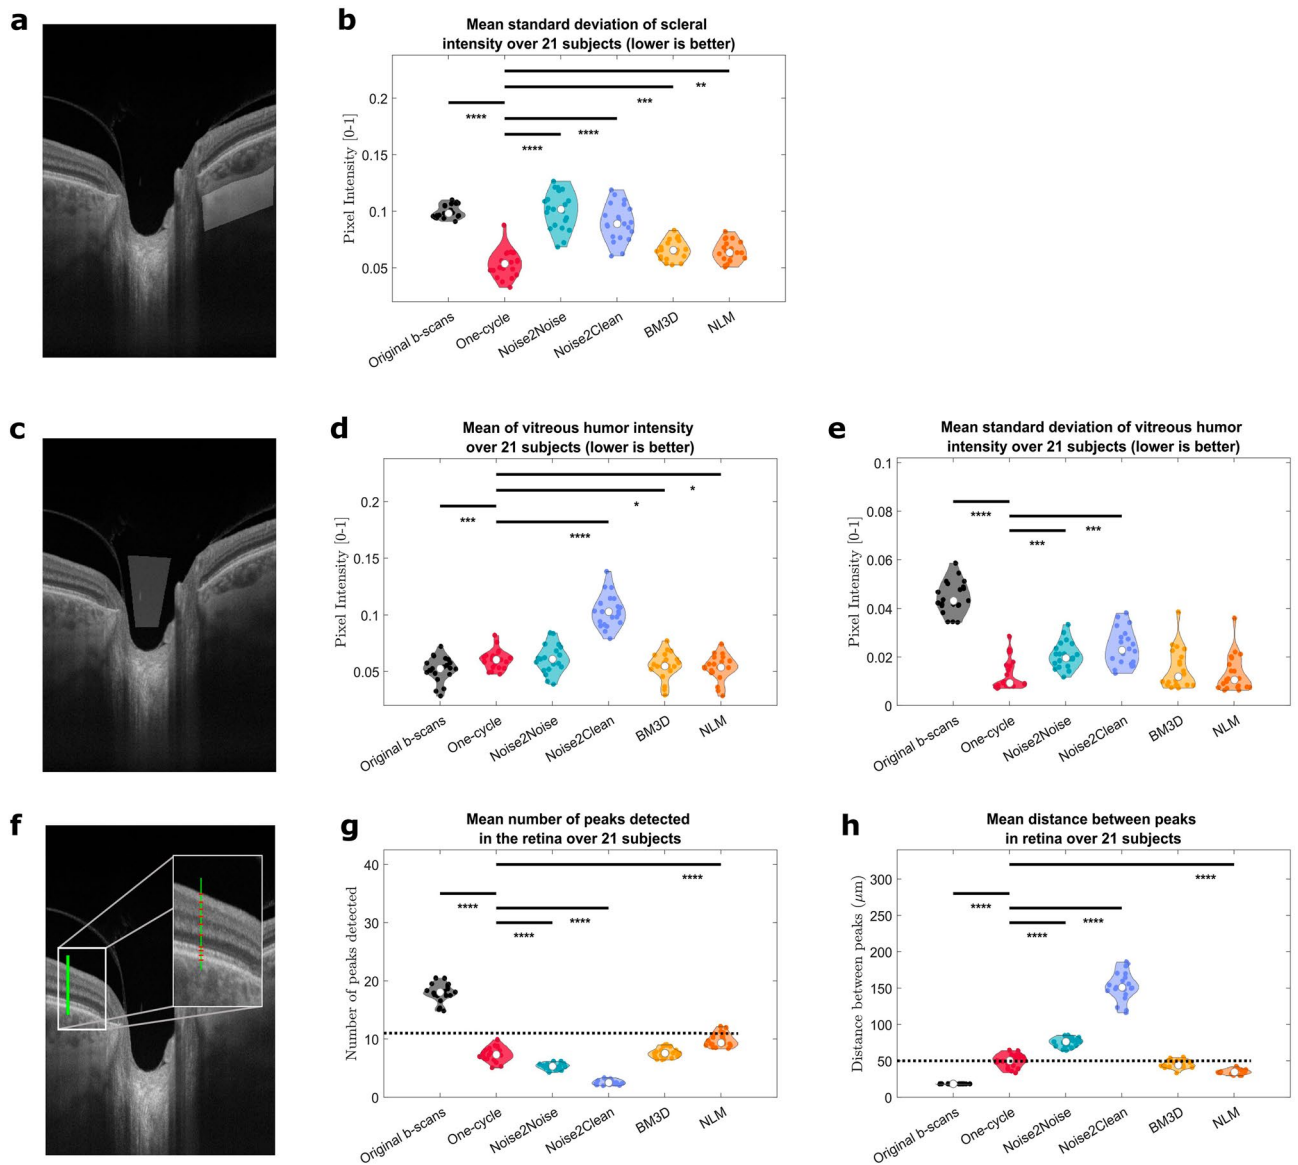 a
b
Mean standard deviation of scleral
intensity over 21 subjects (lower is better)
Pixel Intensity [0-1]
0.2
0.15
0.1
0.05
**
***
****
****
****
Original b-scans
One-cycle
Noise2Noise
Noise2Clean
BM3D
NLM
c
d
Mean of vitreous humor intensity
over 21 subjects (lower is better)
Pixel Intensity [0-1]
0.2
0.15
0.1
0.05
*
*
***
****
Original b-scans
One-cycle
Noise2Noise
Noise2Clean
BM3D
NLM
e
Mean standard deviation of vitreous humor
intensity over 21 subjects (lower is better)
Pixel Intensity [0-1]
0.1
0.08
0.06
0.04
0.02
0
****
***
***
Original b-scans
One-cycle
Noise2Noise
Noise2Clean
BM3D
NLM
f
g
Mean number of peaks detected
in the retina over 21 subjects
Number of peaks detected
40
30
20
10
0
****
****
****
****
Original b-scans
One-cycle
Noise2Noise
Noise2Clean
BM3D
NLM
h
Mean distance between peaks
in retina over 21 subjects
Distance between peaks (μm)
300
250
200
150
100
50
0
****
****
****
****
Original b-scans
One-cycle
Noise2Noise
Noise2Clean
BM3D
NLM